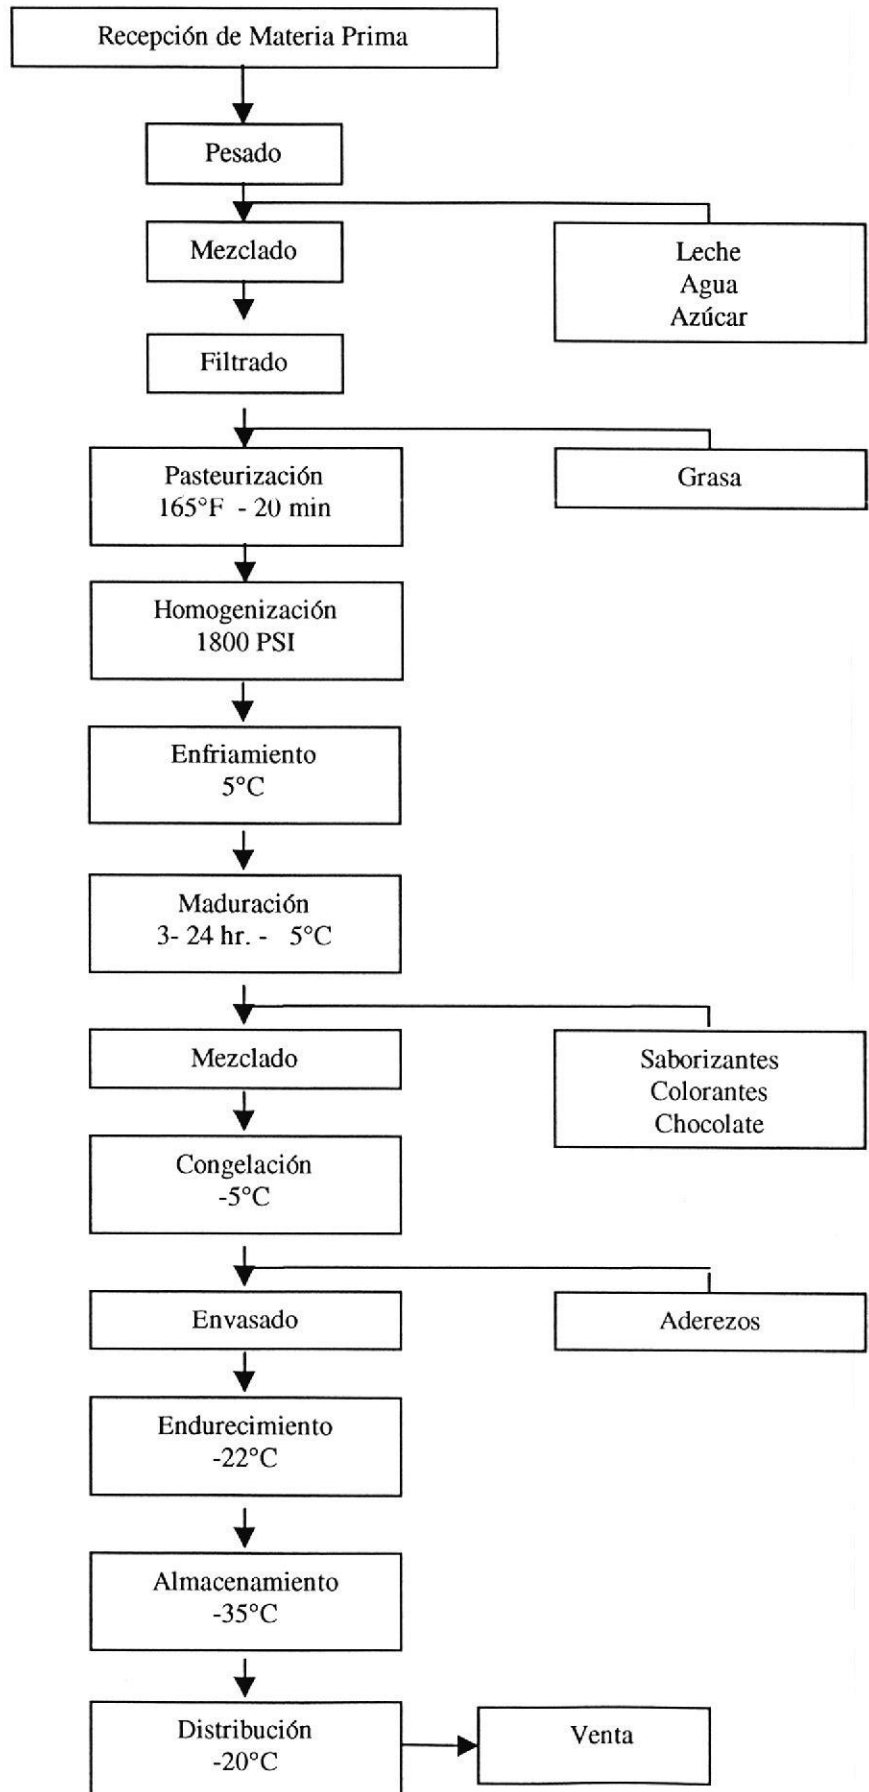 Recepción de Materia Prima
Pesado
Mezclado
Leche
Agua
Azúcar
Filtrado
Pasteurización
165°F - 20 min
Grasa
Homogenización
1800 PSI
Enfriamiento
5°C
Maduración
3- 24 hr. - 5°C
Mezclado
Saborizantes
Colorantes
Chocolate
Congelación
-5°C
Envasado
Aderezos
Endurecimiento
-22°C
Almacenamiento
-35°C
Distribución
-20°C
Venta